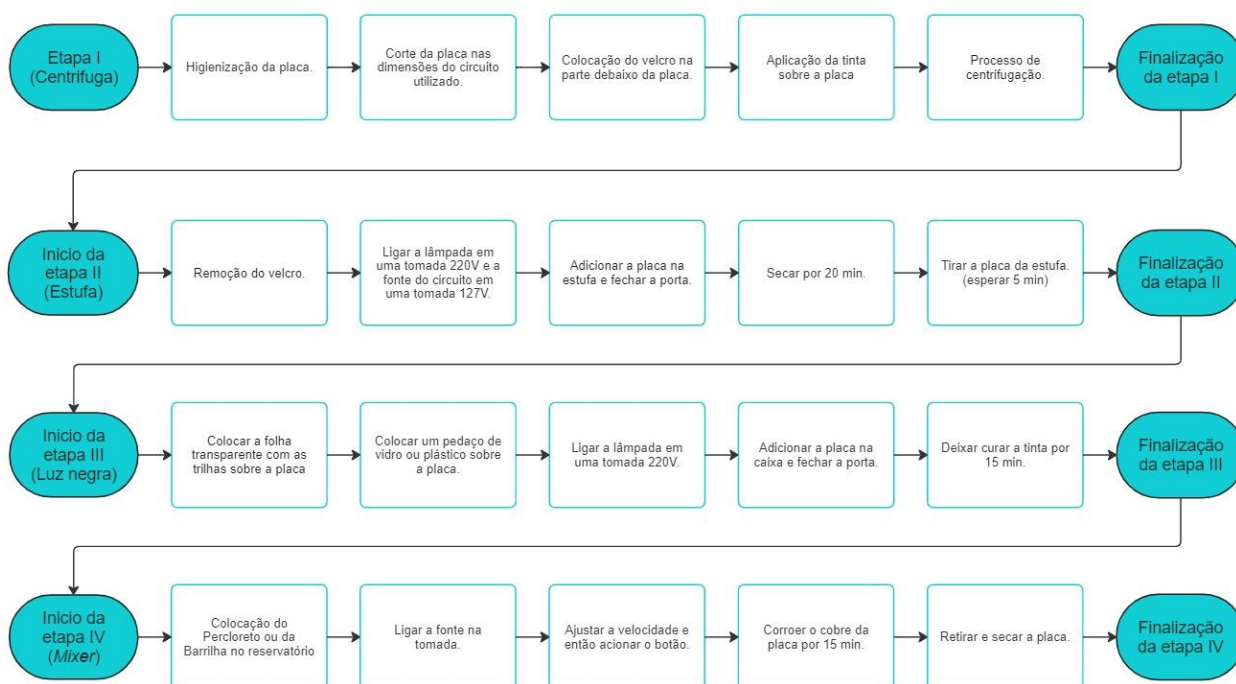 Etapa I
(Centrifuga)
Higienização da placa.
Corte da placa nas
dimensões do circuito
utilizado.
Colocação do velcro na
parte debaixo da placa.
Aplicação da tinta
sobre a placa
Processo de
centrifugação.
Finalização
da etapa I
Inicio da
etapa II
(Estufa)
Remoção do velcro.
Ligar a lâmpada em
uma tomada 220V e a
fonte do circuito em
uma tomada 127V.
Adicionar a placa na
estufa e fechar a porta.
Secar por 20 min.
Tirar a placa da estufa.
(esperar 5 min)
Finalização
da etapa II
Inicio da
etapa III
(Luz negra)
Colocar a folha
transparente com as
trilhas sobre a placa
Colocar um pedaço de
vidro ou plástico sobre
a placa.
Ligar a lâmpada em
uma tomada 220V.
Adicionar a placa na
caixa e fechar a porta.
Deixar curar a tinta por
15 min.
Finalização
da etapa III
Inicio da
etapa IV
(Mixer)
Colocação do
Percloreto ou da
Barrilha no reservatório
Ligar a fonte na
tomada.
Ajustar a velocidade e
então acionar o botão.
Corroer o cobre da
placa por 15 min.
Retirar e secar a placa.
Finalização
da etapa IV